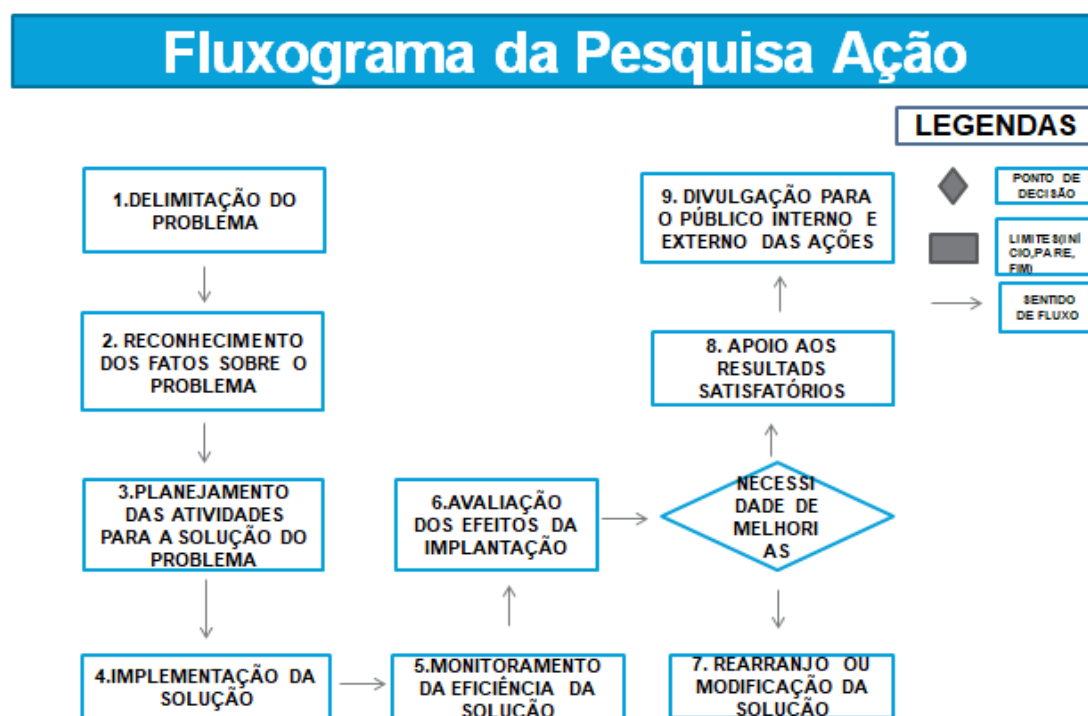 Fluxograma da Pesquisa Ação
LEGENDAS
PONTO DE
DECISÃO
LIMITES(INÍ
CIO,PARE,
FIM)
SENTIDO
DE FLUXO
1.DELIMITAÇÃO DO
PROBLEMA
2. RECONHECIMENTO
DOS FATOS SOBRE O
PROBLEMA
3.PLANEJAMENTO
DAS ATIVIDADES
PARA A SOLUÇÃO DO
PROBLEMA
4.IMPLEMENTAÇÃO DA
SOLUÇÃO
5.MONITORAMENTO
DA EFICIÊNCIA DA
SOLUÇÃO
6.AVALIAÇÃO
DOS EFEITOS DA
IMPLANTAÇÃO
NECESSI
DADE DE
MELHORI
AS
7. REARRANJO OU
MODIFICAÇÃO DA
SOLUÇÃO
8. APOIO AOS
RESULTADS
SATISFATÓRIOS
9. DIVULGAÇÃO PARA
O PÚBLICO INTERNO E
EXTERNO DAS AÇÕES